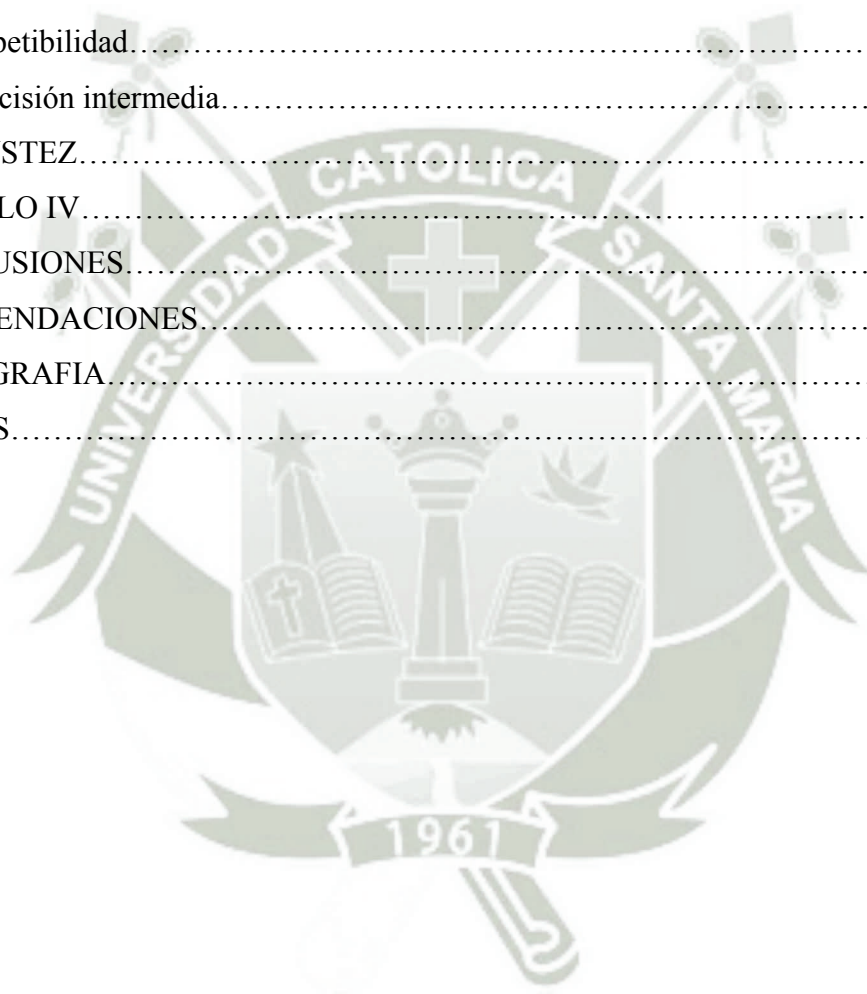 petibilidad……………………………………………………
cisión intermedia……………………………………………
STEZ……………………………………………………………
LO IV……………………………………………………………
USIONES………………………………………………………
ENDACIONES…………………………………………………
GRAFIA…………………………………………………………
S…………………………………………………………………
UNIVERSIDAD CATOLICA SANTA MARIA
1961